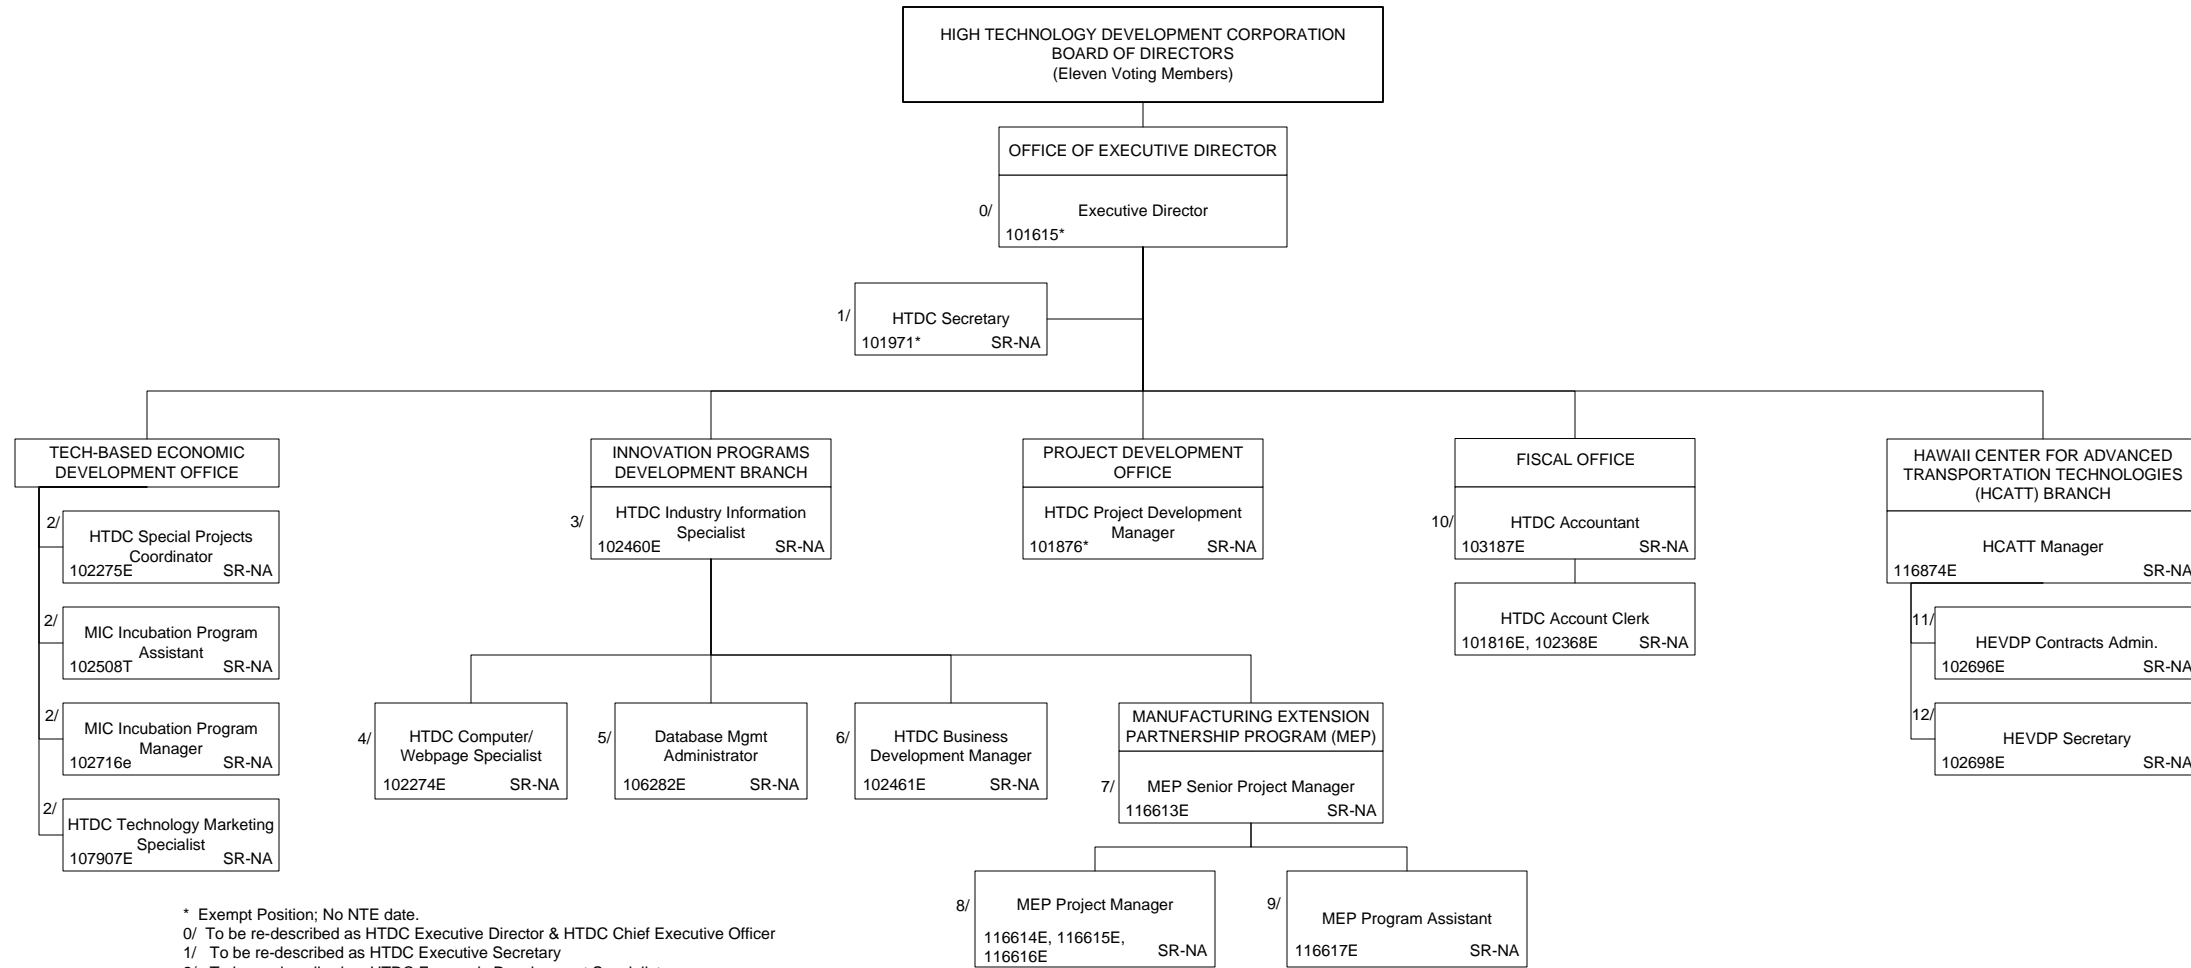 HIGH TECHNOLOGY DEVELOPMENT CORPORATION
BOARD OF DIRECTORS
(Eleven Voting Members)
OFFICE OF EXECUTIVE DIRECTOR
0/
Executive Director
101615*
1/
HTDC Secretary
101971* SR-NA
TECH-BASED ECONOMIC
DEVELOPMENT OFFICE
2/
HTDC Special Projects
Coordinator
102275E SR-NA
2/
MIC Incubation Program
Assistant
102508T SR-NA
2/
MIC Incubation Program
Manager
102716e SR-NA
2/
HTDC Technology Marketing
Specialist
107907E SR-NA
INNOVATION PROGRAMS
DEVELOPMENT BRANCH
3/
HTDC Industry Information
Specialist
102460E SR-NA
4/
HTDC Computer/
Webpage Specialist
102274E SR-NA
5/
Database Mgmt
Administrator
106282E SR-NA
6/
HTDC Business
Development Manager
102461E SR-NA
MANUFACTURING EXTENSION
PARTNERSHIP PROGRAM (MEP)
7/
MEP Senior Project Manager
116613E SR-NA
8/
MEP Project Manager
116614E, 116615E,
116616E SR-NA
9/
MEP Program Assistant
116617E SR-NA
PROJECT DEVELOPMENT
OFFICE
HTDC Project Development
Manager
101876* SR-NA
FISCAL OFFICE
10/
HTDC Accountant
103187E SR-NA
HTDC Account Clerk
101816E, 102368E SR-NA
HAWAII CENTER FOR ADVANCED
TRANSPORTATION TECHNOLOGIES
(HCATT) BRANCH
HCATT Manager
116874E SR-NA
11/
HEVDP Contracts Admin.
102696E SR-NA
12/
HEVDP Secretary
102698E SR-NA
* Exempt Position; No NTE date.
0/ To be re-described as HTDC Executive Director & HTDC Chief Executive Officer
1/ To be re-described as HTDC Executive Secretary